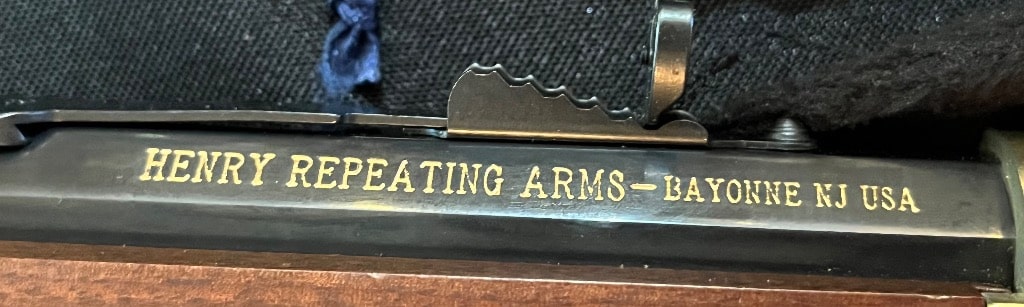 HENRY REPEATING ARMS-BAYONNE NJ USA